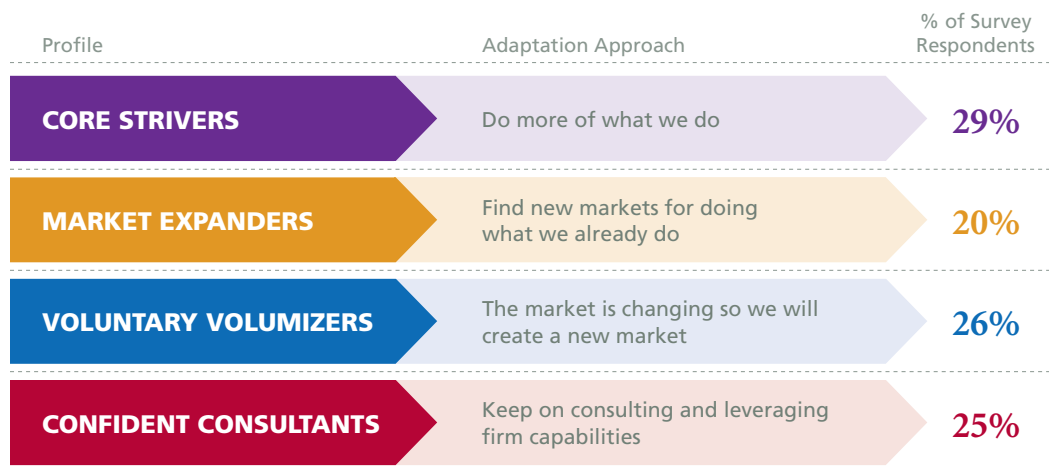 Profile
Adaptation Approach
% of Survey
Respondents
CORE STRIVERS
Do more of what we do
29%
MARKET EXPANDERS
Find new markets for doing
what we already do
20%
VOLUNTARY VOLUMIZERS
The market is changing so we will
create a new market
26%
CONFIDENT CONSULTANTS
Keep on consulting and leveraging
firm capabilities
25%